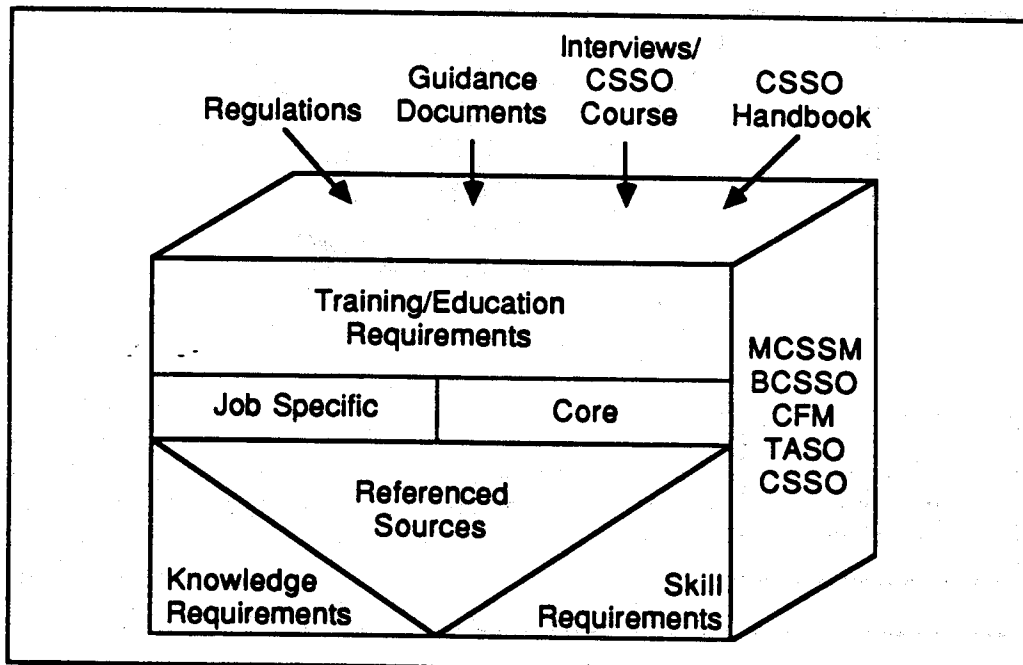 Regulations
Guidance
Documents
Interviews/
CSSO
Course
CSSO
Handbook
Training/Education
Requirements
Job Specific
Core
Referenced
Sources
Knowledge
Requirements
Skill
Requirements
MCSSM
BCSSO
CFM
TASO
CSSO